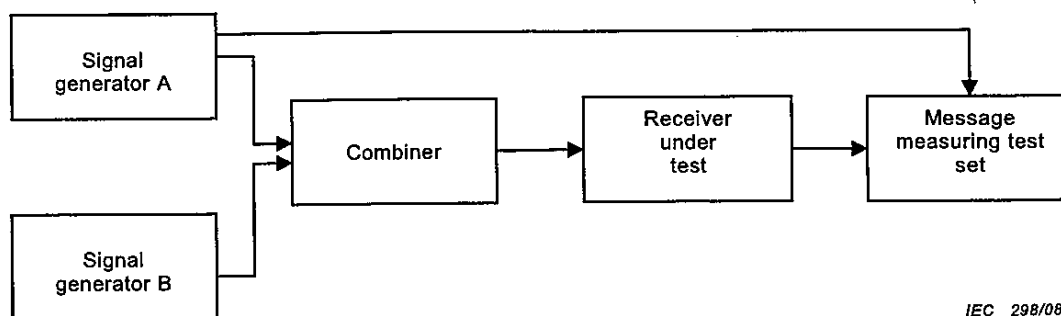 Signal
generator A
Combiner
Receiver
under
test
Message
measuring test
set
Signal
generator B
IEC 298/08